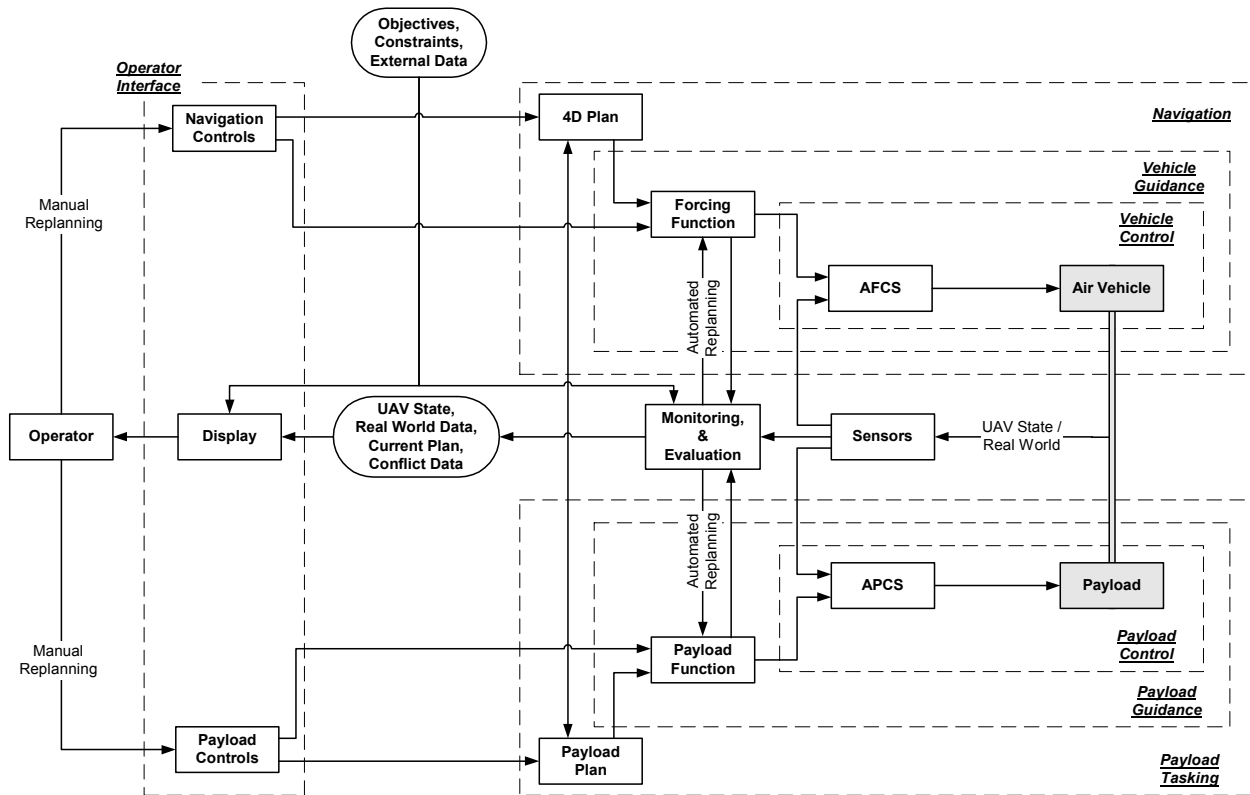 Objectives,
Constraints,
External Data
Operator
Interface
Navigation
Controls
4D Plan
Navigation
Vehicle
Guidance
Manual
Replanning
Forcing
Function
Vehicle
Control
AFCS
Air Vehicle
Automated
Replanning
Operator
Display
UAV State,
Real World Data,
Current Plan,
Conflict Data
Monitoring,
&
Evaluation
Sensors
UAV State /
Real World
Automated
Replanning
APCS
Payload
Manual
Replanning
Payload
Function
Payload
Control
Payload
Guidance
Payload
Controls
Payload
Plan
Payload
Tasking